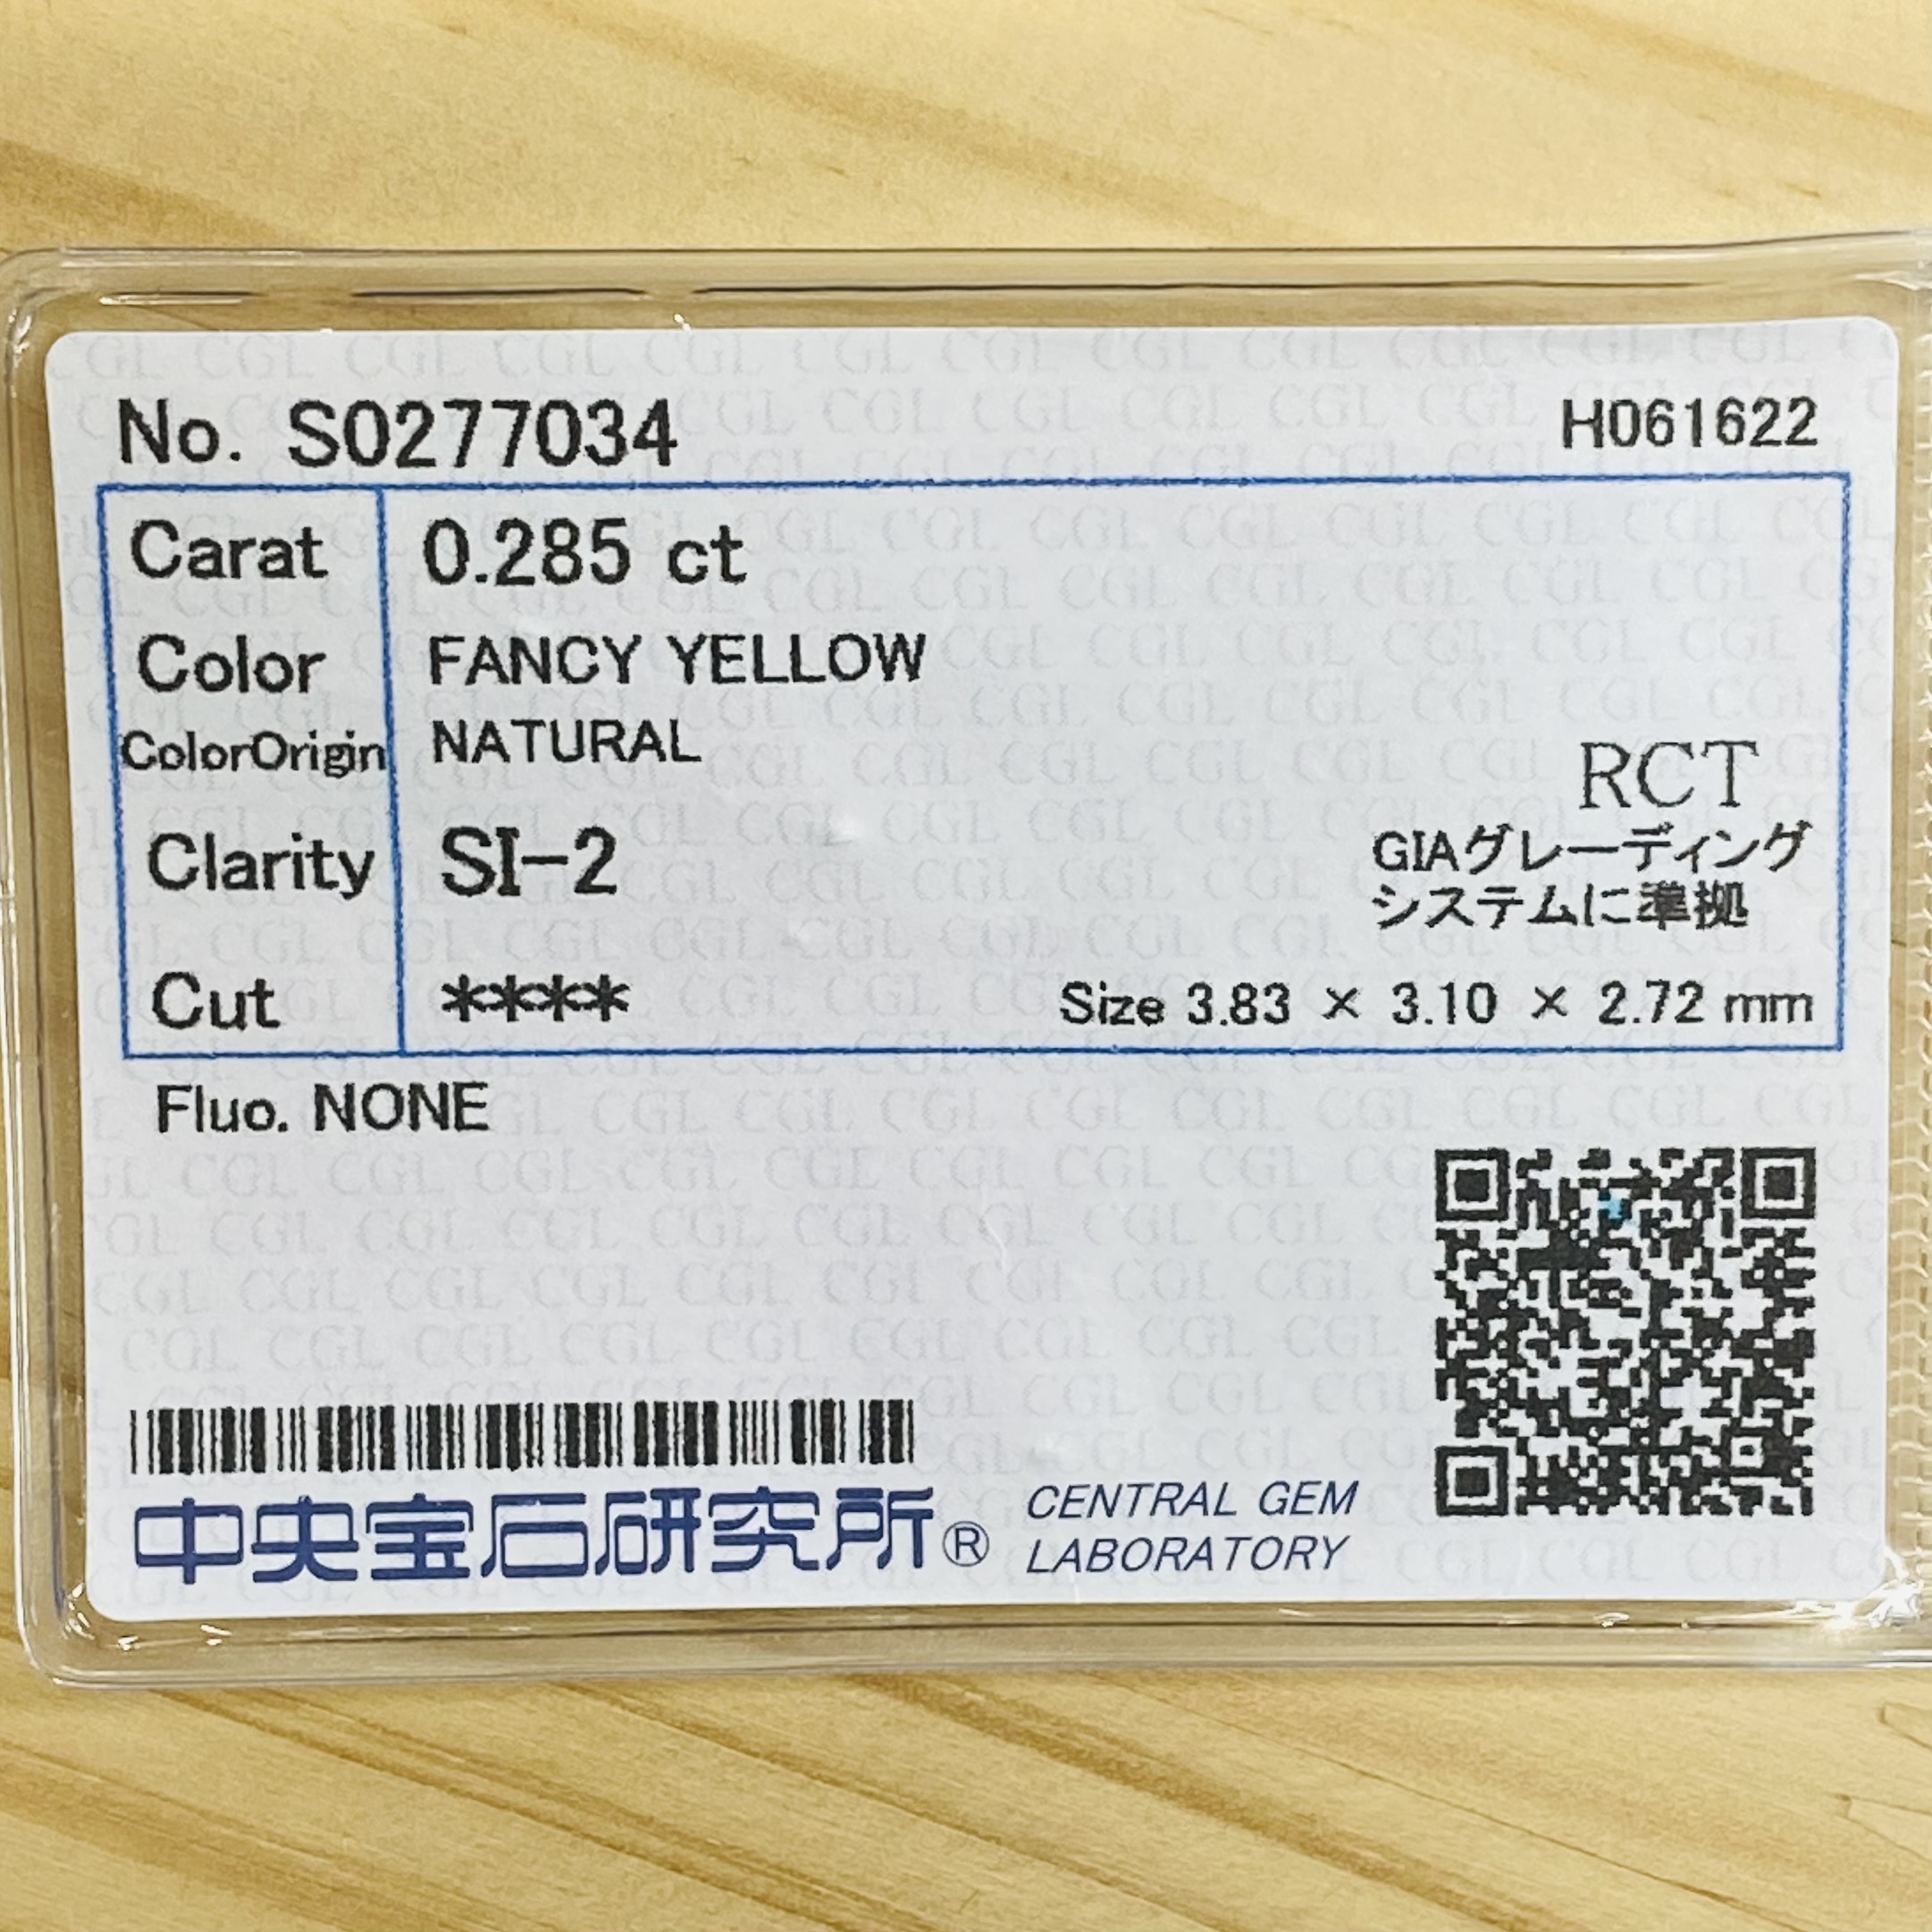 No. S0277034 H061622
Carat 0.285 ct
Color FANCY YELLOW
ColorOrigin NATURAL
RCT
Clarity SI-2
GIAグレーディング
システムに準拠
Cut ****
Size 3.83 × 3.10 × 2.72 mm
Fluo. NONE
中央宝石研究所® CENTRAL GEM
LABORATORY